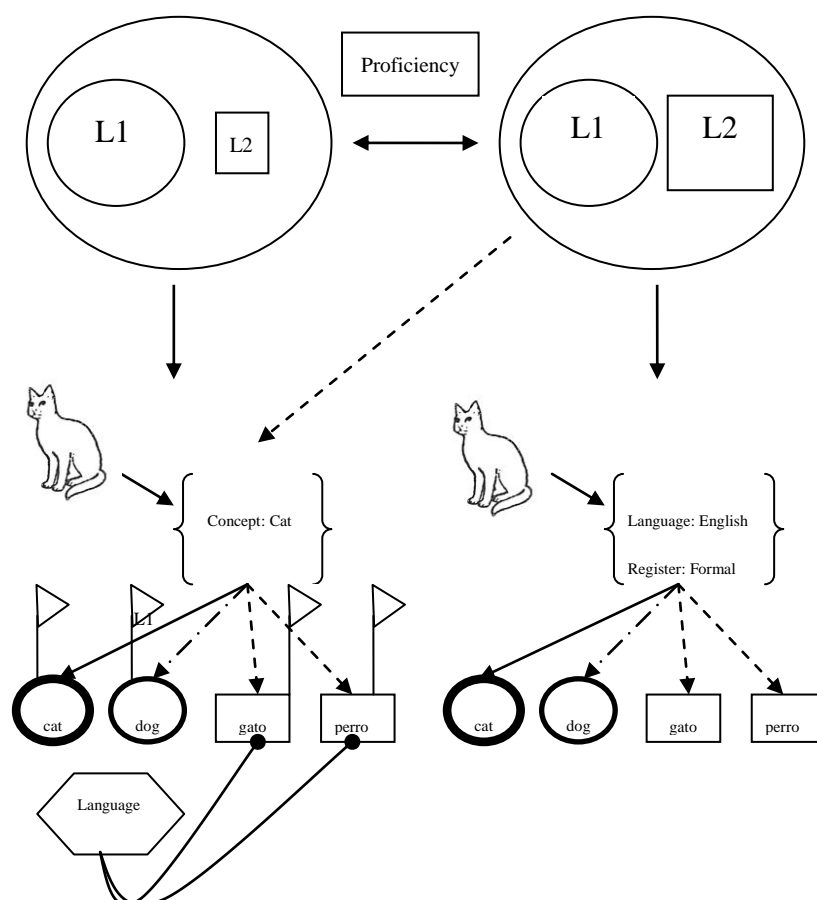 Proficiency
L1
L2
L1
L2
Concept: Cat
Language: English
Register: Formal
L1
cat
dog
gato
perro
cat
dog
gato
perro
Language